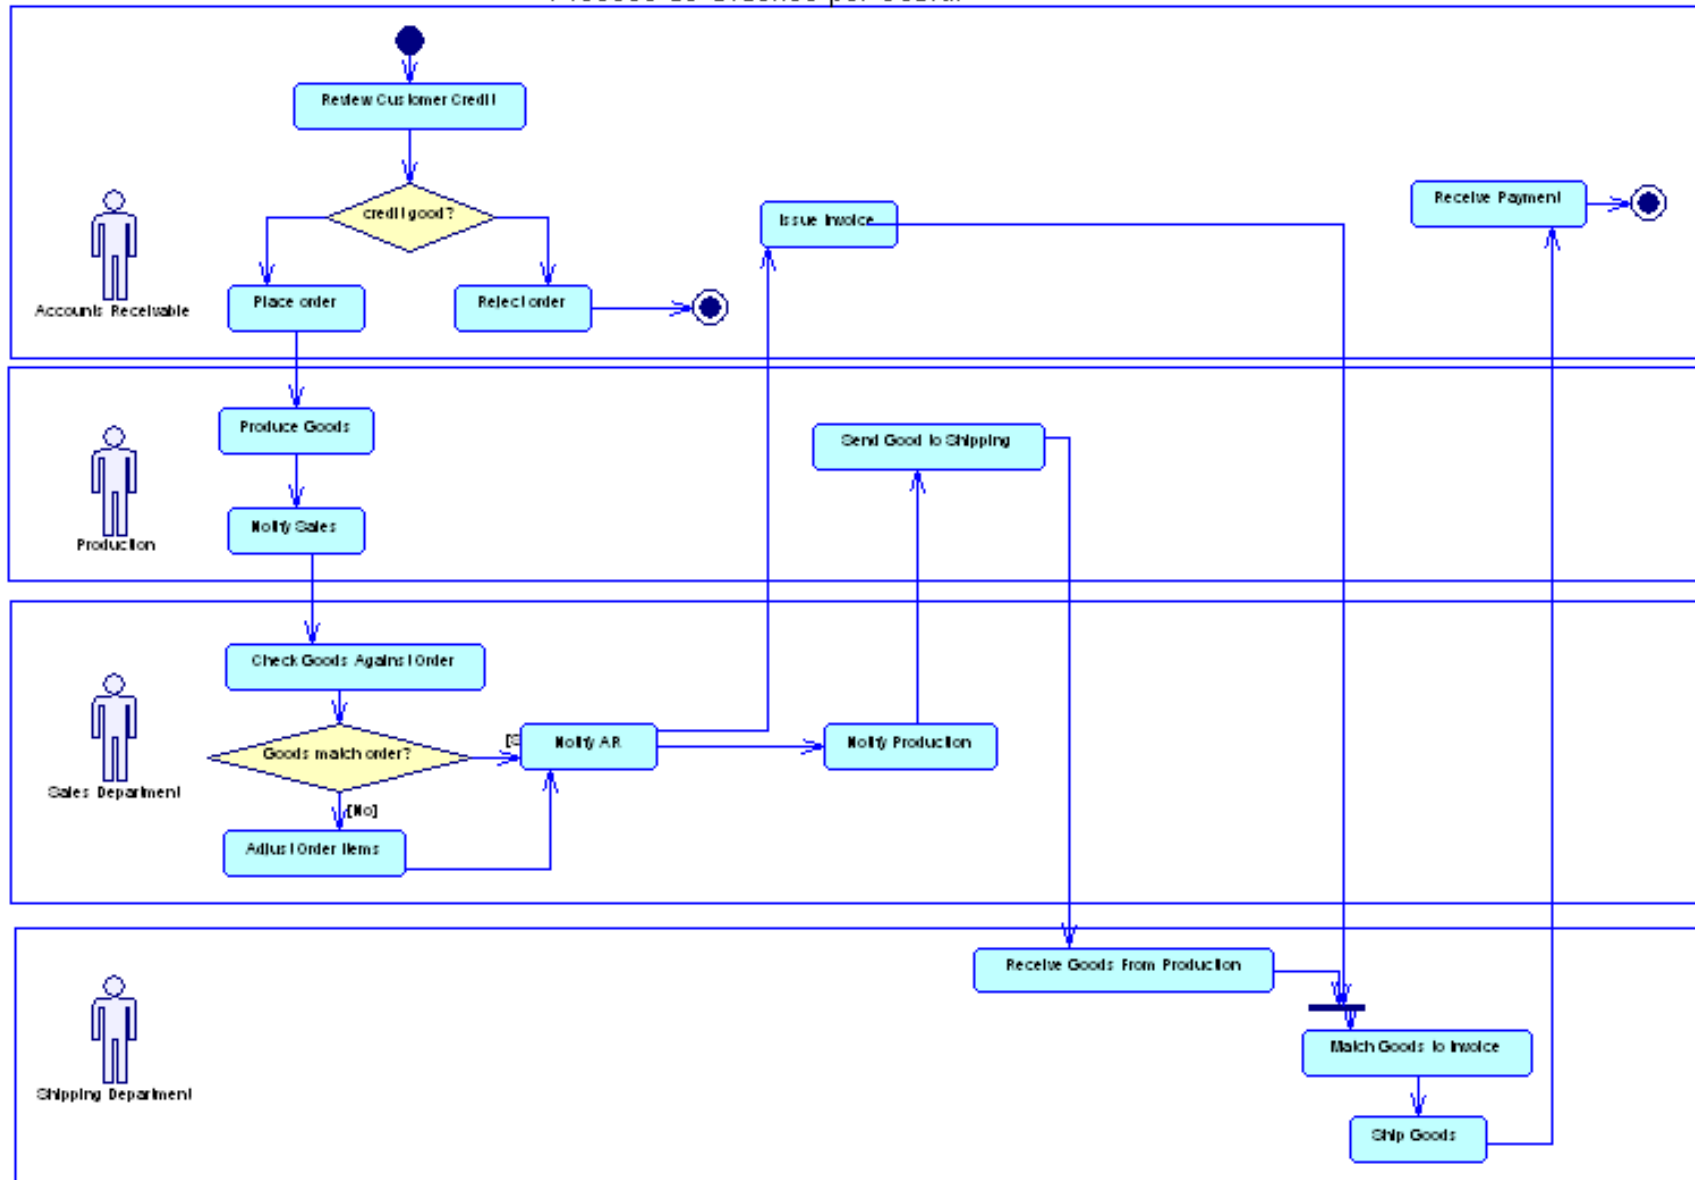 Review Customer Credit
credit good?
Issue Invoice
Receive Payment
Place order
Reject order
Accounts Receivable
Produce Goods
Send Good to Shipping
Notify Sales
Production
Check Goods Against Order
Goods match order?
[S
Notify AR
Notify Production
Sales Department
[No]
Adjust Order Items
Receive Goods From Production
Match Goods to Invoice
Shipping Department
Ship Goods